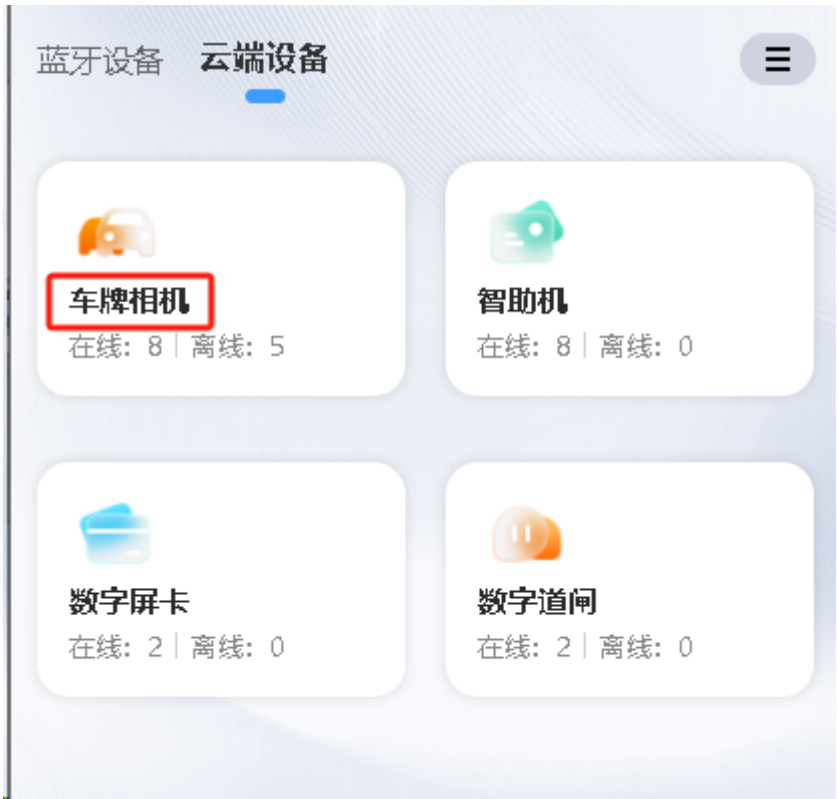 蓝牙设备 云端设备
车牌相机
在线: 8 | 离线: 5
智助机
在线: 8 | 离线: 0
数字屏卡
在线: 2 | 离线: 0
数字道闸
在线: 2 | 离线: 0